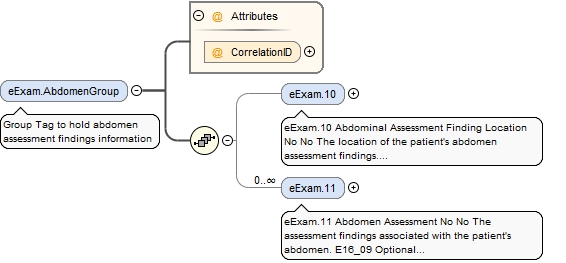 @ Attributes
@ CorrelationID
eExam.AbdomenGroup
Group Tag to hold abdomen
assessment findings information
eExam.10
eExam.10 Abdominal Assessment Finding Location
No No The location of the patient's abdomen
assessment findings....
0..∞
eExam.11
eExam.11 Abdomen Assessment No No The
assessment findings associated with the patient's
abdomen. E16_09 Optional...